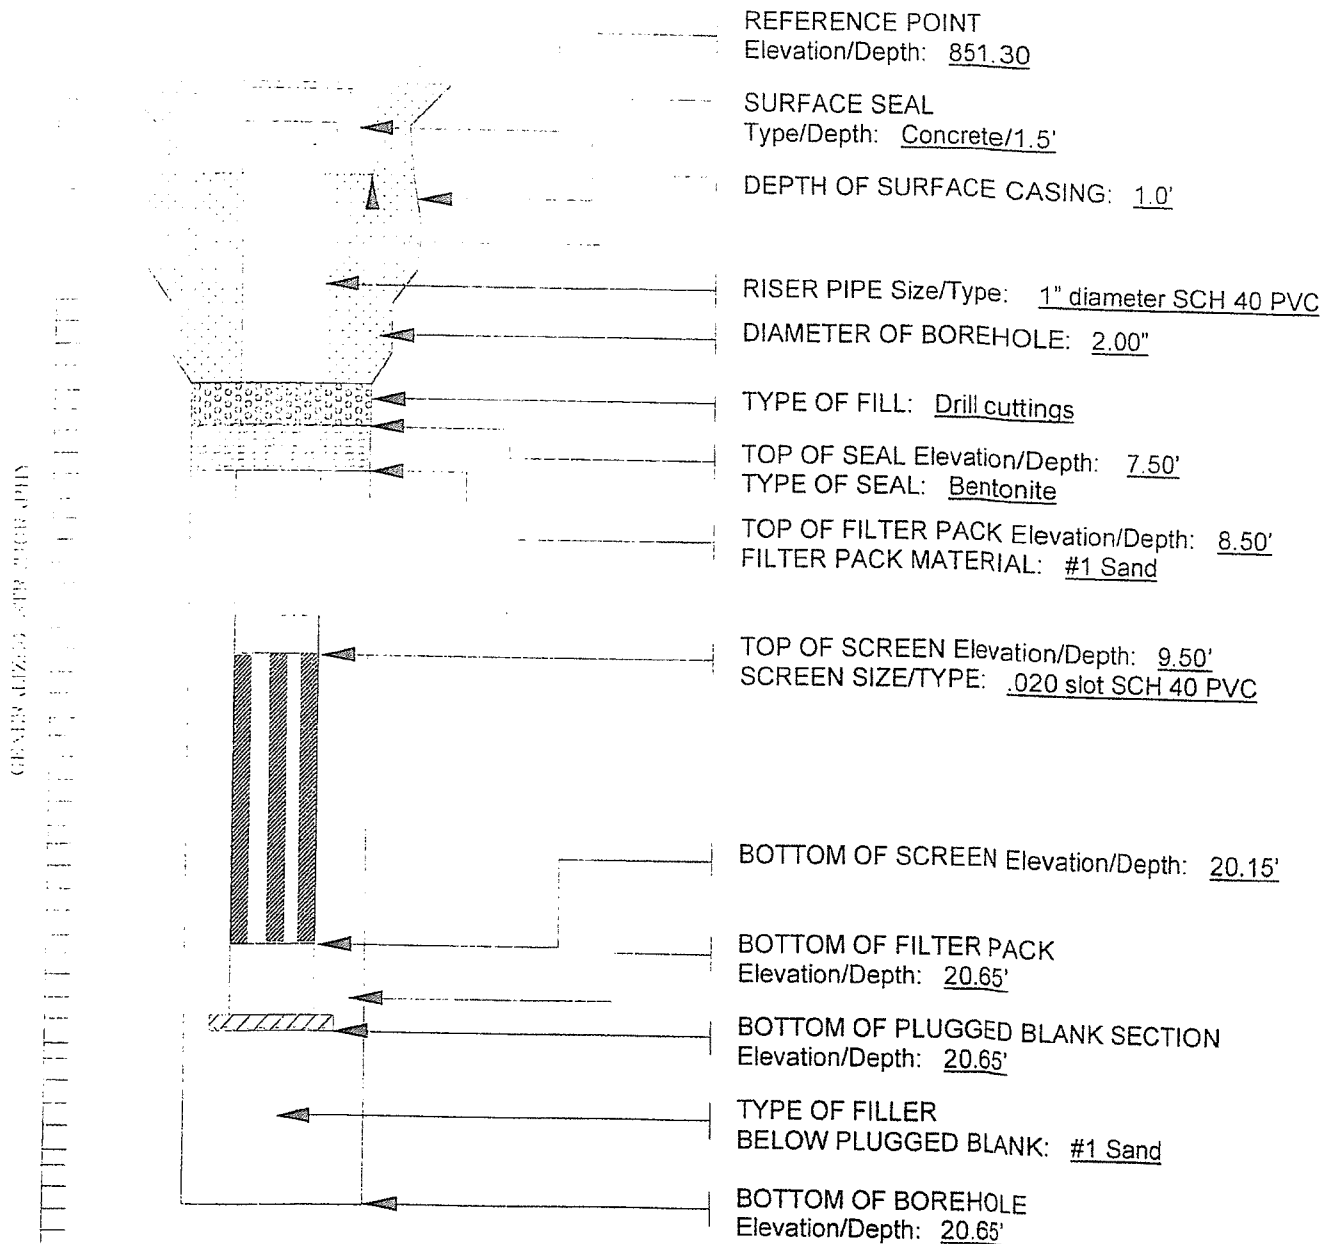 REFERENCE POINT
Elevation/Depth: 851.30
SURFACE SEAL
Type/Depth: Concrete/1.5'
DEPTH OF SURFACE CASING: 1.0'
RISER PIPE Size/Type: 1" diameter SCH 40 PVC
DIAMETER OF BOREHOLE: 2.00"
TYPE OF FILL: Drill cuttings
TOP OF SEAL Elevation/Depth: 7.50'
TYPE OF SEAL: Bentonite
TOP OF FILTER PACK Elevation/Depth: 8.50'
FILTER PACK MATERIAL: #1 Sand
TOP OF SCREEN Elevation/Depth: 9.50'
SCREEN SIZE/TYPE: .020 slot SCH 40 PVC
BOTTOM OF SCREEN Elevation/Depth: 20.15'
BOTTOM OF FILTER PACK
Elevation/Depth: 20.65'
BOTTOM OF PLUGGED BLANK SECTION
Elevation/Depth: 20.65'
TYPE OF FILLER
BELOW PLUGGED BLANK: #1 Sand
BOTTOM OF BOREHOLE
Elevation/Depth: 20.65'
GENERALIZED STRATIGRAPHY